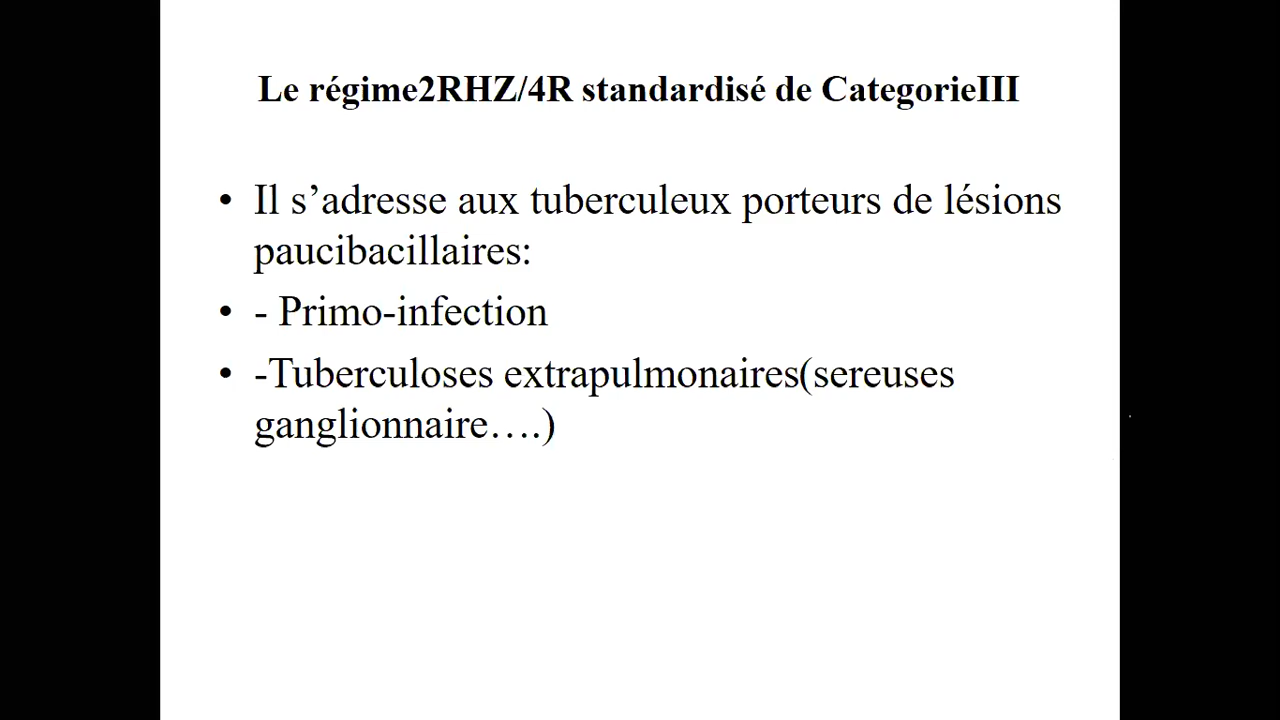 Le régime2RHZ/4R standardisé de CategorieIII
• Il s’adresse aux tuberculeux porteurs de lésions
paucibacillaires:
• - Primo-infection
• -Tuberculoses extrapulmonaires(sereuses
ganglionnaire….)